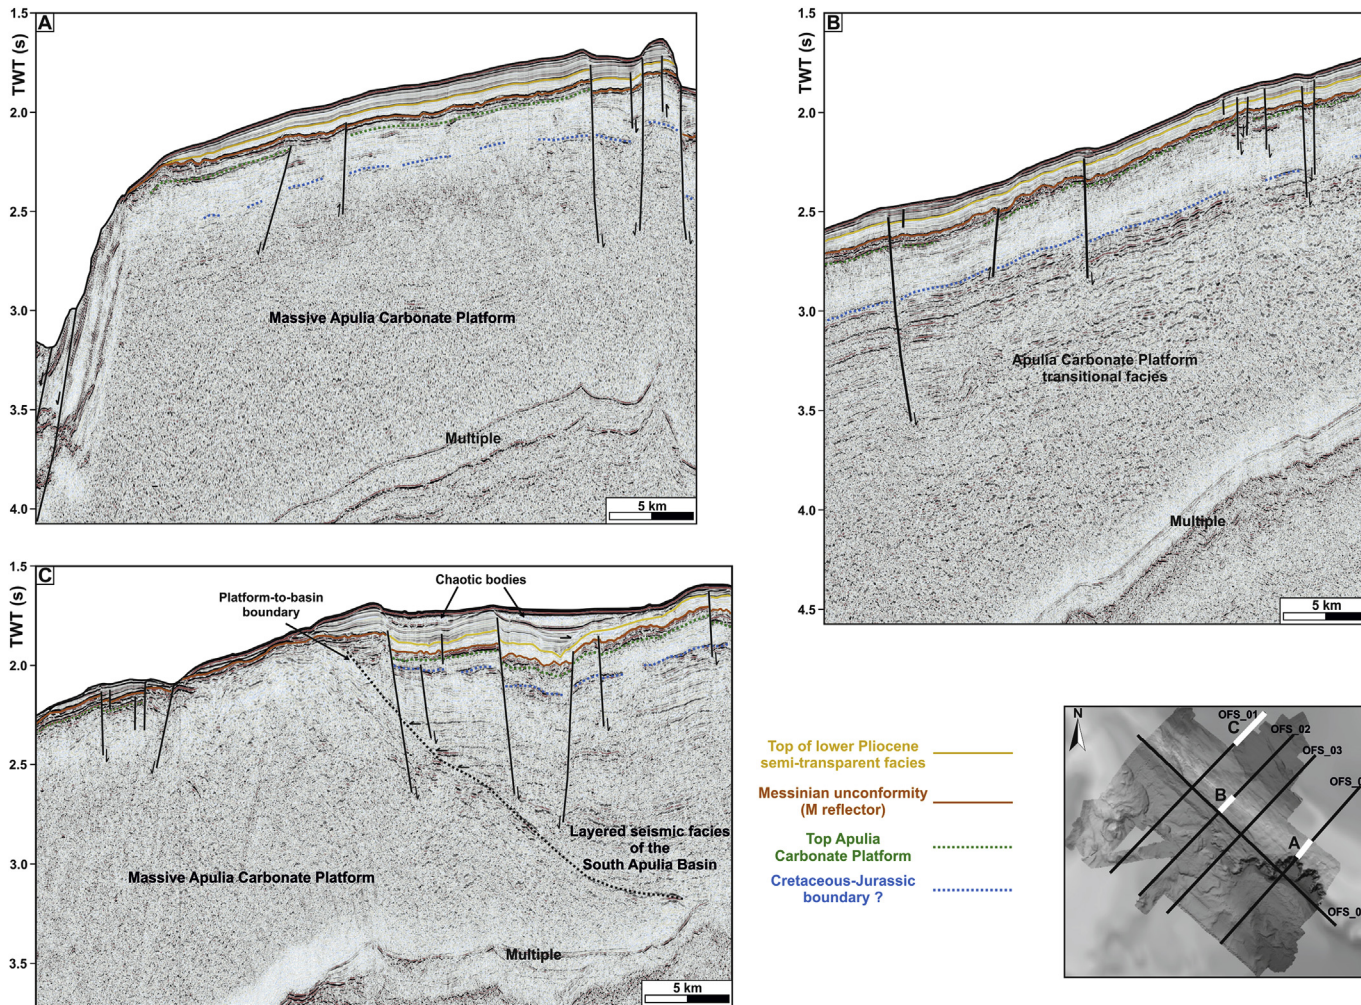 A
TWT (s)
1.5
2.0
2.5
3.0
3.5
4.0
Massive Apulia Carbonate Platform
Multiple
5 km
B
TWT (s)
1.5
2.0
2.5
3.0
3.5
4.0
4.5
Apulia Carbonate Platform
transitional facies
Multiple
5 km
C
TWT (s)
1.5
2.0
2.5
3.0
3.5
Platform-to-basin
boundary
Chaotic bodies
Massive Apulia Carbonate Platform
Layered seismic facies
of the
South Apulia Basin
Multiple
5 km
Top of lower Pliocene
semi-transparent facies
Messinian unconformity
(M reflector)
Top Apulia
Carbonate Platform
Cretaceous-Jurassic
boundary ?
N
OFS_01
C
OFS_02
OFS_03
B
A